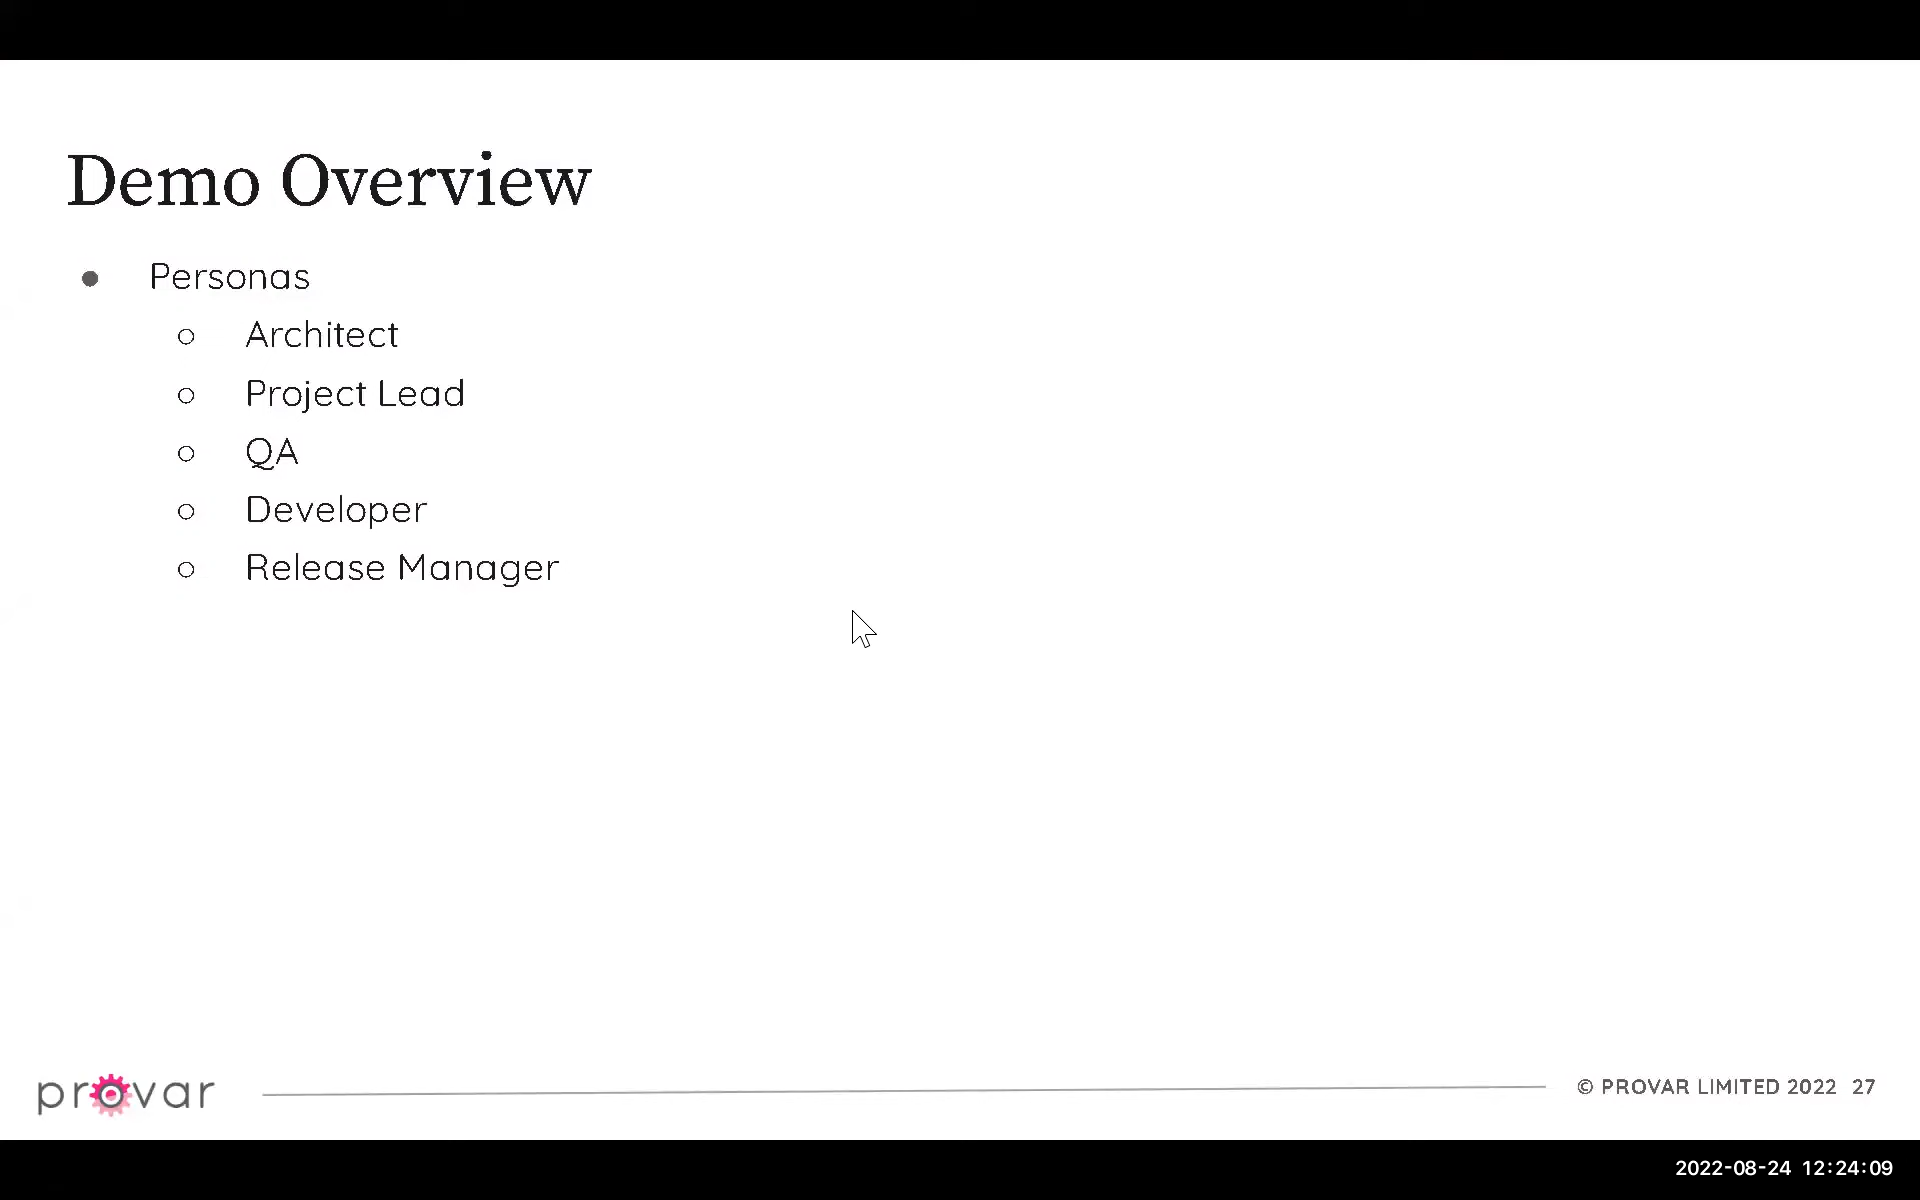 Demo Overview
● Personas
○ Architect
○ Project Lead
○ QA
○ Developer
○ Release Manager
provar
© PROVAR LIMITED 2022 27
2022-08-24 12:24:09